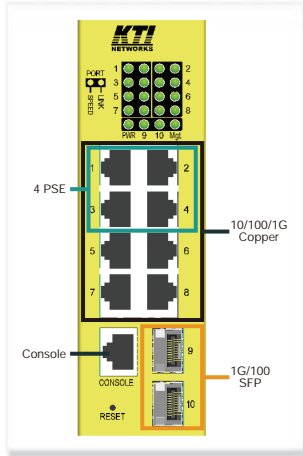 KTI
NETWORKS
PORT
LINK
SPEED
1 2
3 4
5 6
7 8
PWR 9 10 Mgt
1 2
4 PSE
3 4
10/100/1G
Copper
5 6
7 8
Console
9
CONSOLE
1G/100
SFP
10
RESET